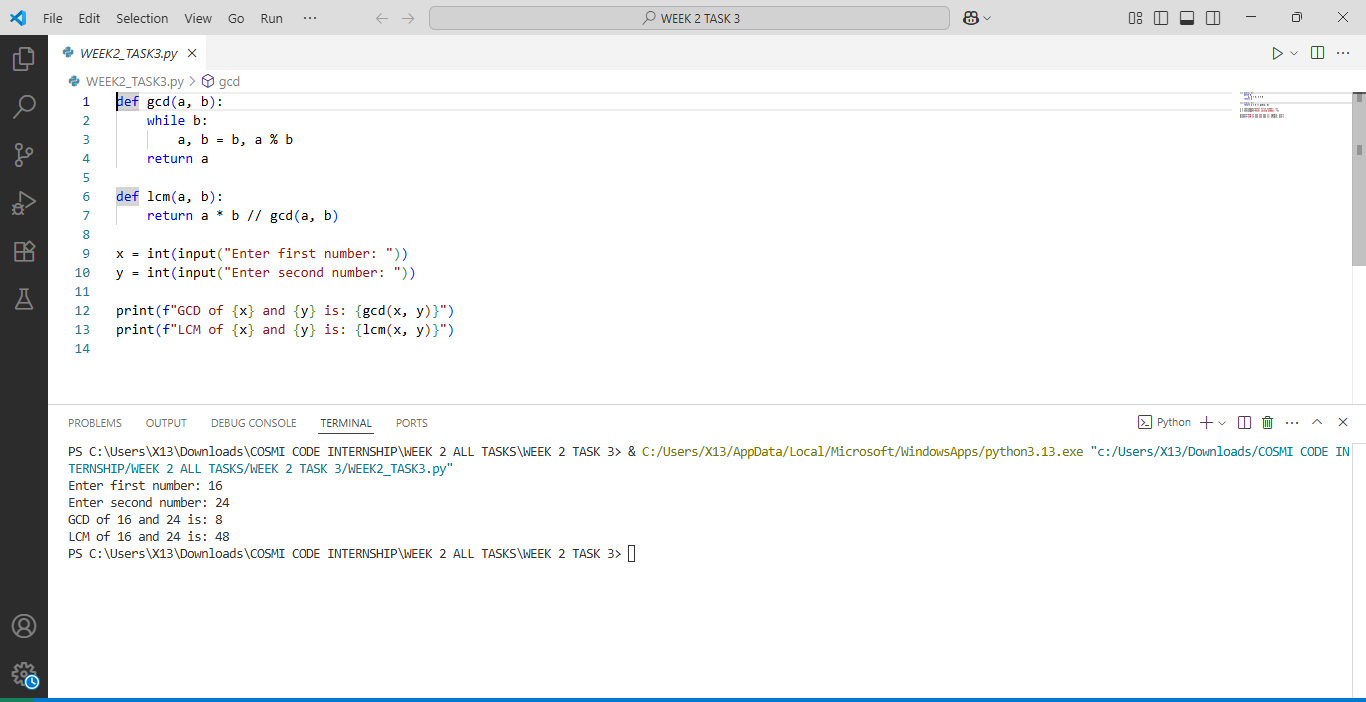 File Edit Selection View Go Run ··· WEEK 2 TASK 3
WEEK2_TASK3.py
WEEK2_TASK3.py > gcd
1 def gcd(a, b):
2     while b:
3         a, b = b, a % b
4     return a
5
6 def lcm(a, b):
7     return a * b // gcd(a, b)
8
9 x = int(input("Enter first number: "))
10 y = int(input("Enter second number: "))
11
12 print(f"GCD of {x} and {y} is: {gcd(x, y)}")
13 print(f"LCM of {x} and {y} is: {lcm(x, y)}")
14
PROBLEMS OUTPUT DEBUG CONSOLE TERMINAL PORTS Python
PS C:\Users\X13\Downloads\COSMI CODE INTERNSHIP\WEEK 2 ALL TASKS\WEEK 2 TASK 3> & C:/Users/X13/AppData/Local/Microsoft/WindowsApps/python3.13.exe "c:/Users/X13/Downloads/COSMI CODE IN
TERNSHIP/WEEK 2 ALL TASKS/WEEK 2 TASK 3/WEEK2_TASK3.py"
Enter first number: 16
Enter second number: 24
GCD of 16 and 24 is: 8
LCM of 16 and 24 is: 48
PS C:\Users\X13\Downloads\COSMI CODE INTERNSHIP\WEEK 2 ALL TASKS\WEEK 2 TASK 3>